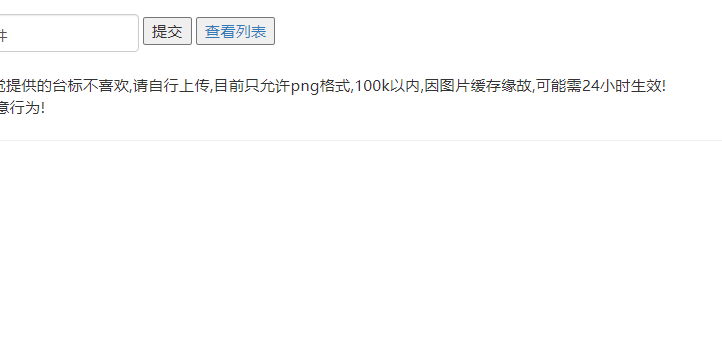 件 提交 查看列表
觉提供的台标不喜欢,请自行上传,目前只允许png格式,100k以内,因图片缓存缘故,可能需24小时生效!
意行为!